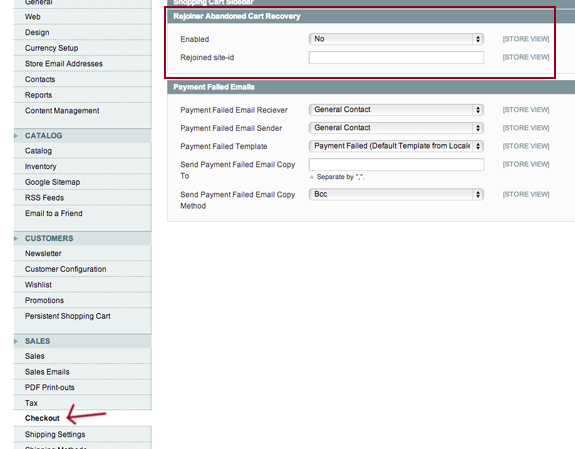 General
Web
Design
Currency Setup
Store Email Addresses
Contacts
Reports
Content Management
CATALOG
Catalog
Inventory
Google Sitemap
RSS Feeds
Email to a Friend
CUSTOMERS
Newsletter
Customer Configuration
Wishlist
Promotions
Persistent Shopping Cart
SALES
Sales
Sales Emails
PDF Print-outs
Tax
Checkout
Shipping Settings
Shipping Methods
Shopping Cart Sidebar
Rejoiner Abandoned Cart Recovery
Enabled No [STORE VIEW]
Rejoined site-id [STORE VIEW]
Payment Failed Emails
Payment Failed Email Reciever General Contact [STORE VIEW]
Payment Failed Email Sender General Contact [STORE VIEW]
Payment Failed Template Payment Failed (Default Template from Locale [STORE VIEW]
Send Payment Failed Email Copy [STORE VIEW]
To
Separate by ",".
Send Payment Failed Email Copy Bcc [STORE VIEW]
Method